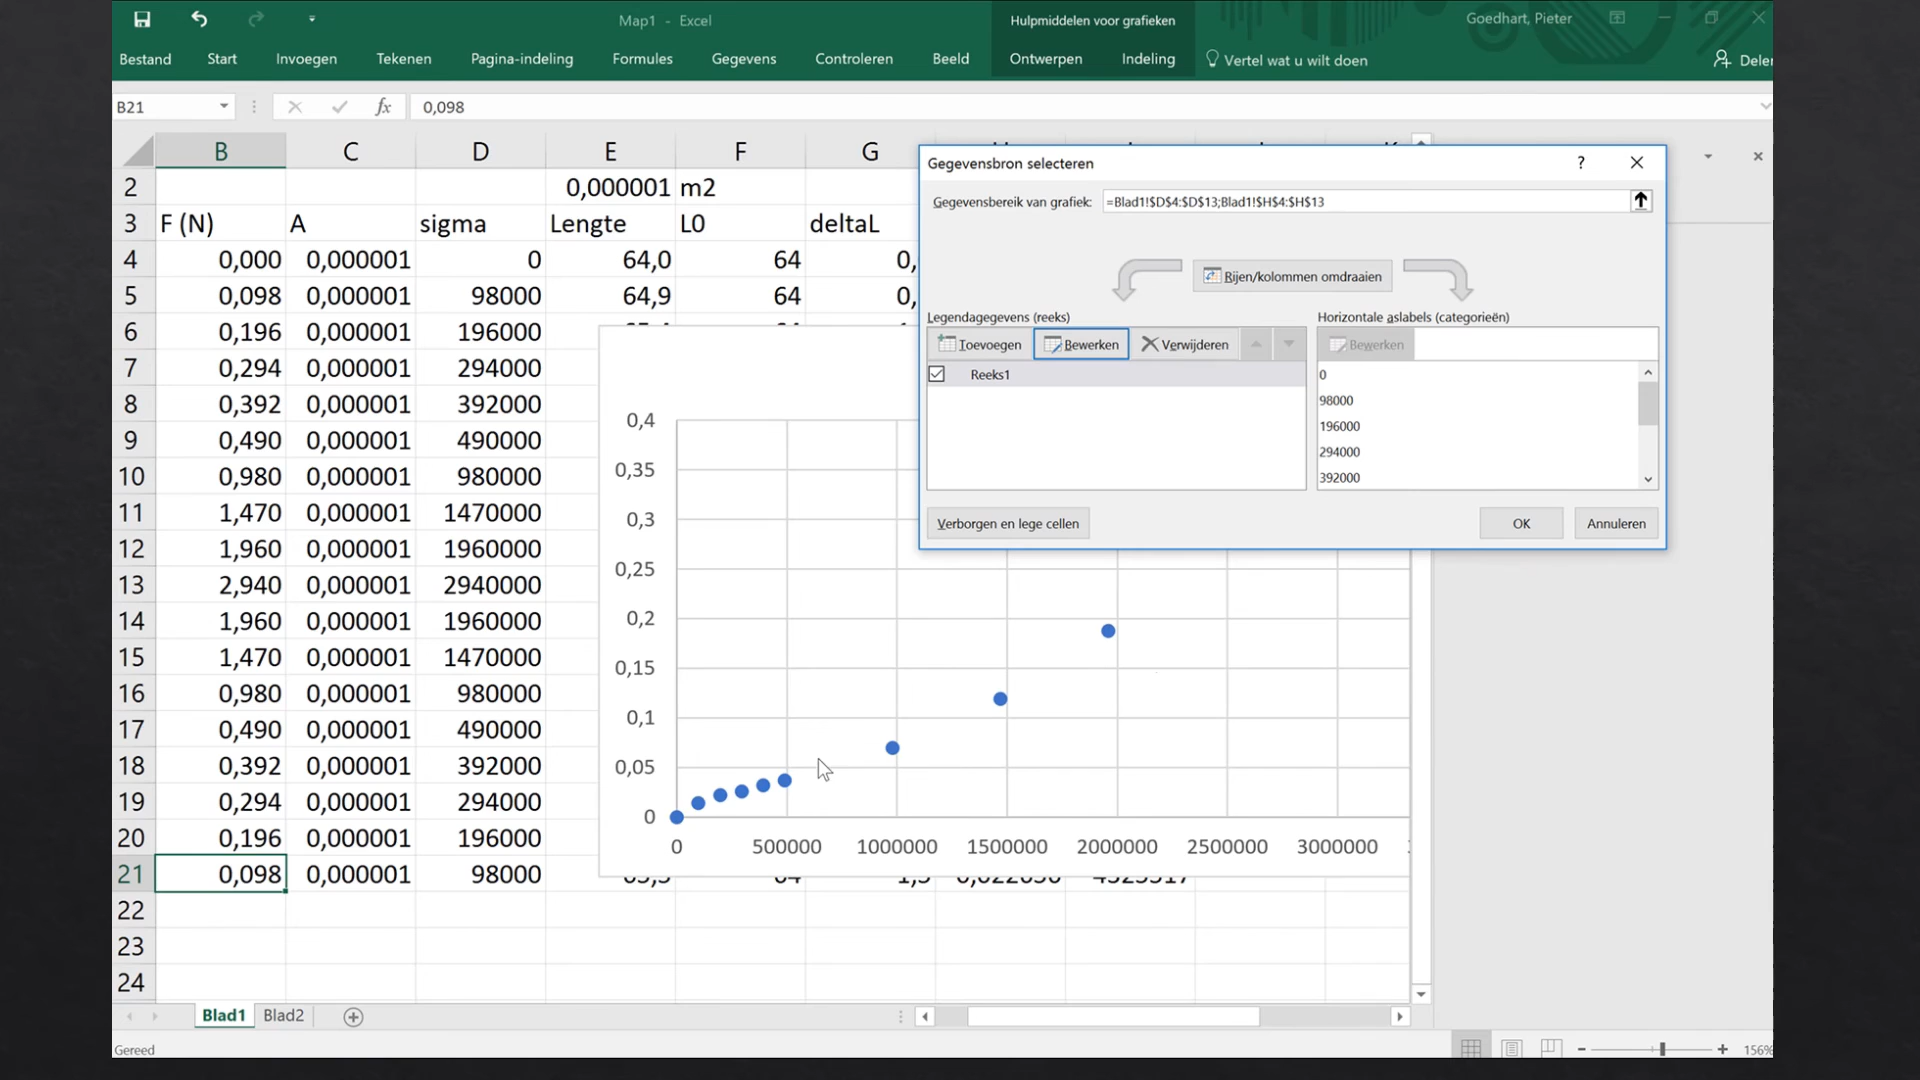 Map1 - Excel
Hulpmiddelen voor grafieken
Goedhart, Pieter
Bestand Start Invoegen Tekenen Pagina-indeling Formules Gegevens Controleren Beeld Ontwerpen Indeling Vertel wat u wilt doen Delen
B21 fx 0,098
B C D E F G
2 0,000001 m2
3 F (N) A sigma Lengte L0 deltaL
4 0,000 0,000001 0 64,0 64 0,
5 0,098 0,000001 98000 64,9 64 0,
6 0,196 0,000001 196000
7 0,294 0,000001 294000
8 0,392 0,000001 392000
9 0,490 0,000001 490000
10 0,980 0,000001 980000
11 1,470 0,000001 1470000
12 1,960 0,000001 1960000
13 2,940 0,000001 2940000
14 1,960 0,000001 1960000
15 1,470 0,000001 1470000
16 0,980 0,000001 980000
17 0,490 0,000001 490000
18 0,392 0,000001 392000
19 0,294 0,000001 294000
20 0,196 0,000001 196000
21 0,098 0,000001 98000
22
23
24
0,4
0,35
0,3
0,25
0,2
0,15
0,1
0,05
0
0 500000 1000000 1500000 2000000 2500000 3000000
Gegevensbron selecteren ?
Gegevensbereik van grafiek: =Blad1!$D$4:$D$13;Blad1!$H$4:$H$13
Rijen/kolommen omdraaien
Legendagegevens (reeks)
Toevoegen Bewerken Verwijderen
Reeks1
Horizontale aslabels (categorieën)
Bewerken
0
98000
196000
294000
392000
Verborgen en lege cellen OK Annuleren
Blad1 Blad2
Gereed 156%